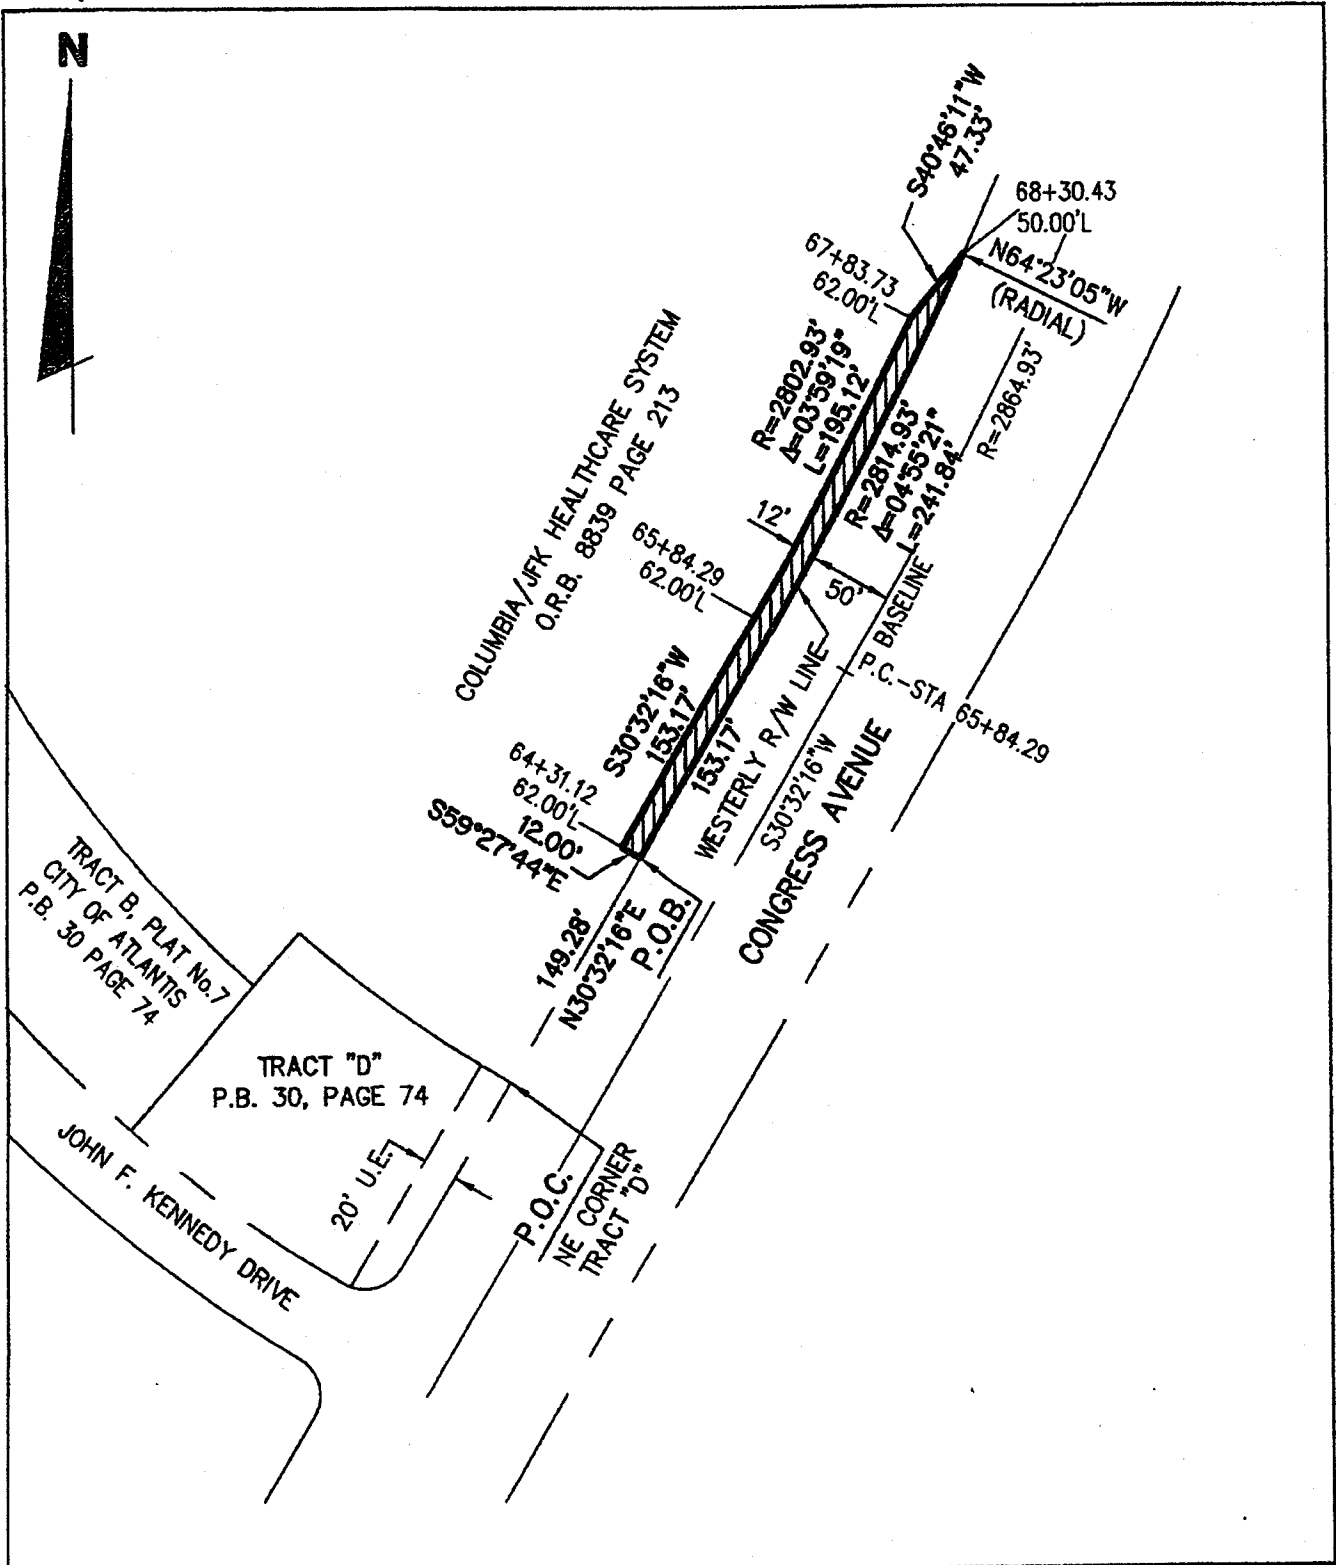 N
S40°46'11"W
47.33'
68+30.43
50.00'L
N64°23'05"W
(RADIAL)
67+83.73
62.00'L
R=2802.93'
Δ=03°59'19"
L=195.12'
R=2814.93'
Δ=04°55'21"
L=241.84'
R=2864.93'
COLUMBIA/JFK HEALTHCARE SYSTEM
O.R.B. 8839 PAGE 213
12'
65+84.29
62.00'L
50'
BASELINE
P.C.-STA 65+84.29
S30°32'16"W
153.17'
153.17'
WESTERLY R/W LINE
S30°32'16"W
CONGRESS AVENUE
64+31.12
62.00'L
12.00'
S59°27'44"E
149.28'
N30°32'16"E
P.O.B.
TRACT B, PLAT No.7
CITY OF ATLANTIS
P.B. 30 PAGE 74
TRACT "D"
P.B. 30, PAGE 74
JOHN F. KENNEDY DRIVE
20' U.E.
P.O.C.
NE CORNER
TRACT "D"